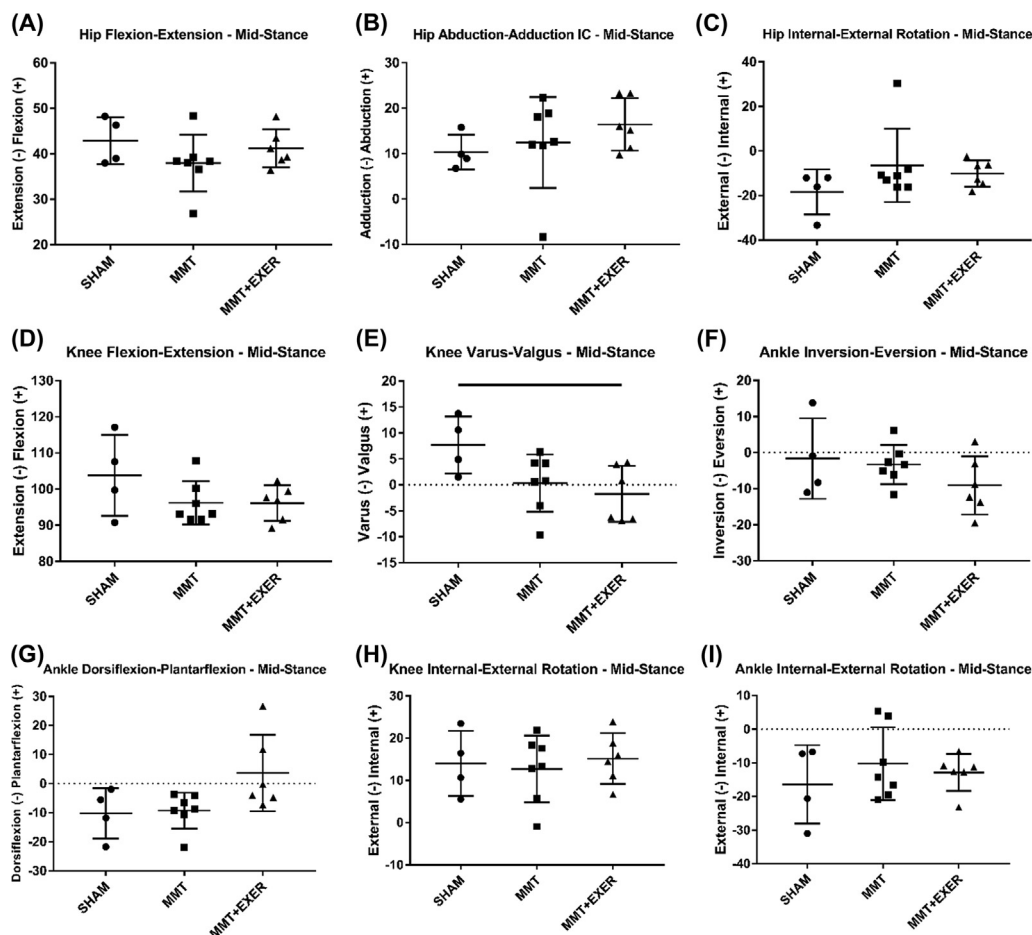 (A)
Hip Flexion-Extension - Mid-Stance
Extension (-) Flexion (+)
60
50
40
30
20
SHAM
MMT
MMT+EXER
(B)
Hip Abduction-Adduction IC - Mid-Stance
Adduction (-) Abduction (+)
30
20
10
0
-10
SHAM
MMT
MMT+EXER
(C)
Hip Internal-External Rotation - Mid-Stance
External (-) Internal (+)
40
20
0
-20
-40
SHAM
MMT
MMT+EXER
(D)
Knee Flexion-Extension - Mid-Stance
Extension (-) Flexion (+)
130
120
110
100
90
80
SHAM
MMT
MMT+EXER
(E)
Knee Varus-Valgus - Mid-Stance
Varus (-) Valgus (+)
20
15
10
5
0
-5
-10
-15
SHAM
MMT
MMT+EXER
(F)
Ankle Inversion-Eversion - Mid-Stance
Inversion (-) Eversion (+)
20
10
0
-10
-20
-30
SHAM
MMT
MMT+EXER
(G)
Ankle Dorsiflexion-Plantarflexion - Mid-Stance
Dorsiflexion (-) Plantarflexion (+)
30
20
10
0
-10
-20
-30
SHAM
MMT
MMT+EXER
(H)
Knee Internal-External Rotation - Mid-Stance
External (-) Internal (+)
30
20
10
0
-10
SHAM
MMT
MMT+EXER
(I)
Ankle Internal-External Rotation - Mid-Stance
External (-) Internal (+)
10
0
-10
-20
-30
-40
SHAM
MMT
MMT+EXER